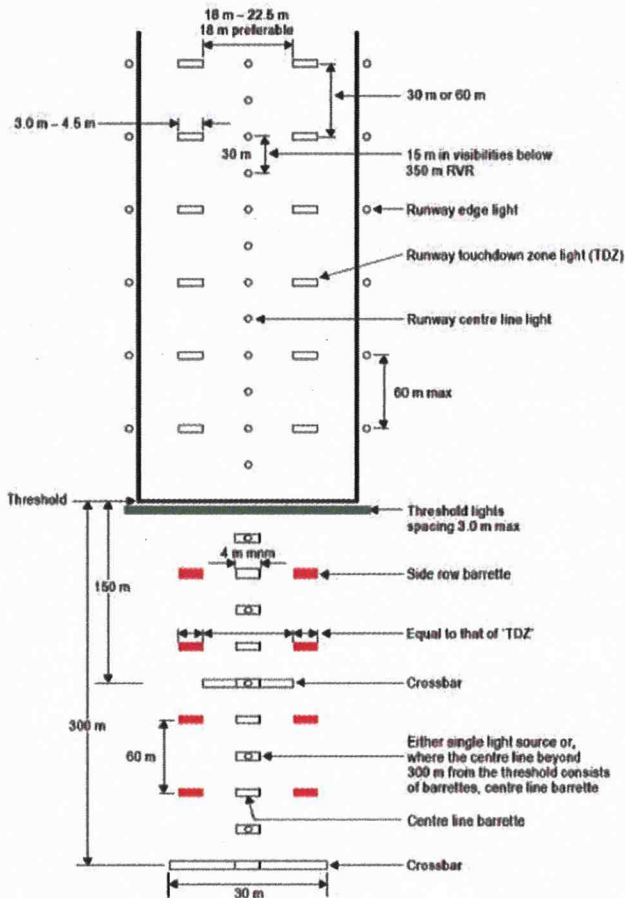 18 m – 22.5 m
18 m preferable
30 m or 60 m
3.0 m – 4.5 m
30 m
15 m in visibilities below
350 m RVR
Runway edge light
Runway touchdown zone light (TDZ)
Runway centre line light
60 m max
Threshold
Threshold lights
spacing 3.0 m max
4 m mnm
Side row barrette
150 m
Equal to that of 'TDZ'
Crossbar
300 m
60 m
Either single light source or,
where the centre line beyond
300 m from the threshold consists
of barrettes, centre line barrette
Centre line barrette
Crossbar
30 m